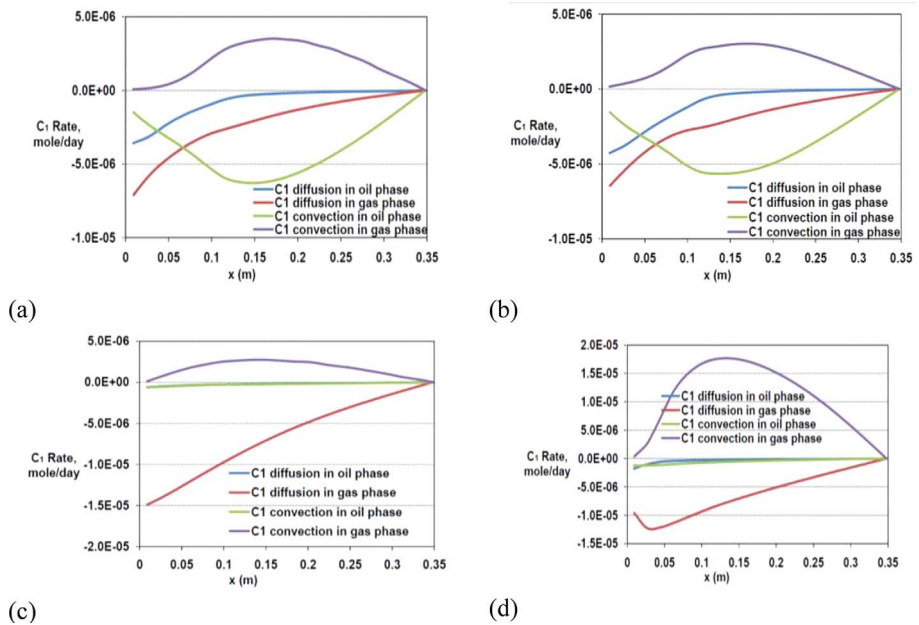 5.0E-06
0.0E+00
C1 Rate,
mole/day
-5.0E-06
C1 diffusion in oil phase
C1 diffusion in gas phase
C1 convection in oil phase
C1 convection in gas phase
-1.0E-05
0 0.05 0.1 0.15 0.2 0.25 0.3 0.35
x (m)
(a)
5.0E-06
0.0E+00
C1 Rate,
mole/day
-5.0E-06
C1 diffusion in oil phase
C1 diffusion in gas phase
C1 convection in oil phase
C1 convection in gas phase
-1.0E-05
0 0.05 0.1 0.15 0.2 0.25 0.3 0.35
x (m)
(b)
5.0E-06
0.0E+00
-5.0E-06
C1 Rate,
mole/day
-1.0E-05
C1 diffusion in oil phase
C1 diffusion in gas phase
-1.5E-05
C1 convection in oil phase
C1 convection in gas phase
-2.0E-05
0 0.05 0.1 0.15 0.2 0.25 0.3 0.35
x (m)
(c)
2.0E-05
1.5E-05
1.0E-05
C1 diffusion in oil phase
C1 diffusion in gas phase
5.0E-06
C1 convection in oil phase
C1 convection in gas phase
C1 Rate,
mole/day
0.0E+00
-5.0E-06
-1.0E-05
-1.5E-05
0 0.05 0.1 0.15 0.2 0.25 0.3 0.35
x (m)
(d)